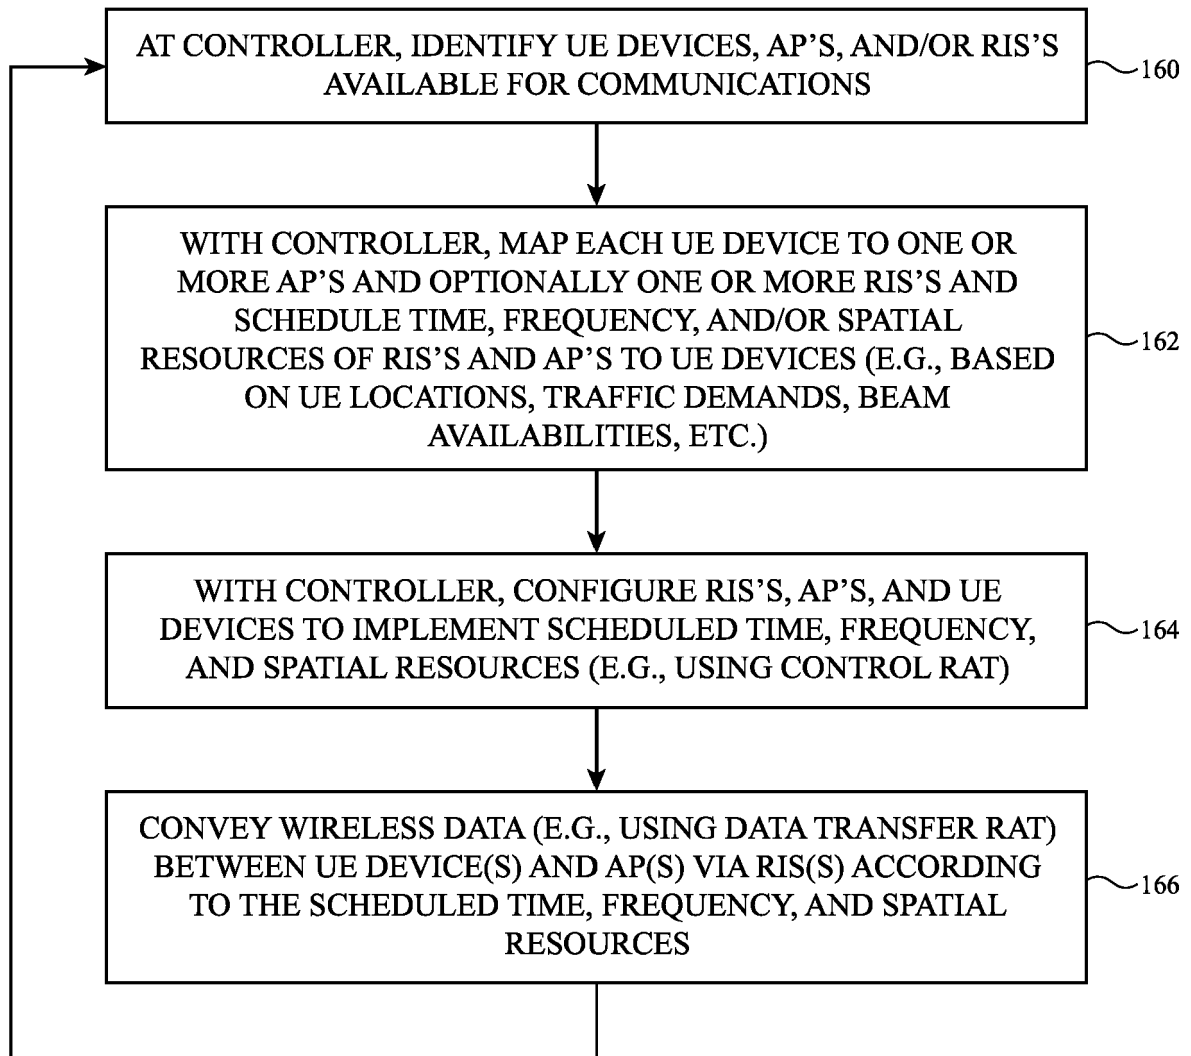 AT CONTROLLER, IDENTIFY UE DEVICES, AP’S, AND/OR RIS’S
AVAILABLE FOR COMMUNICATIONS
160
WITH CONTROLLER, MAP EACH UE DEVICE TO ONE OR
MORE AP’S AND OPTIONALLY ONE OR MORE RIS’S AND
SCHEDULE TIME, FREQUENCY, AND/OR SPATIAL
RESOURCES OF RIS’S AND AP’S TO UE DEVICES (E.G., BASED
ON UE LOCATIONS, TRAFFIC DEMANDS, BEAM
AVAILABILITIES, ETC.)
162
WITH CONTROLLER, CONFIGURE RIS’S, AP’S, AND UE
DEVICES TO IMPLEMENT SCHEDULED TIME, FREQUENCY,
AND SPATIAL RESOURCES (E.G., USING CONTROL RAT)
164
CONVEY WIRELESS DATA (E.G., USING DATA TRANSFER RAT)
BETWEEN UE DEVICE(S) AND AP(S) VIA RIS(S) ACCORDING
TO THE SCHEDULED TIME, FREQUENCY, AND SPATIAL
RESOURCES
166